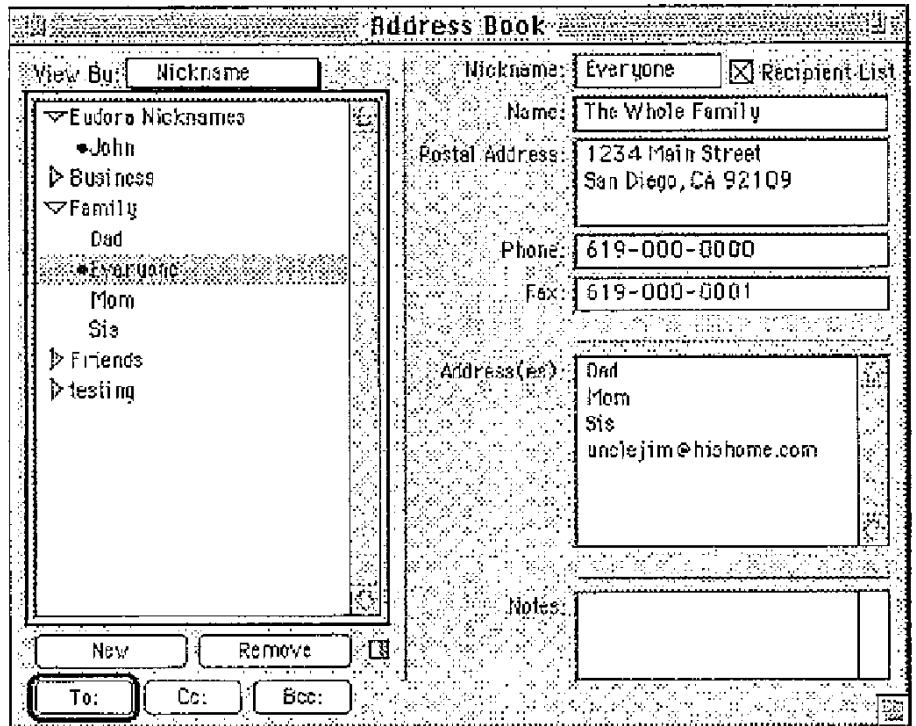 Address Book
View By: Nickname
Eudora Nicknames
•John
Business
Family
Dad
•Everyone
Mom
Sis
Friends
testing
New
Remove
To:
Cc:
Bcc:
Nickname: Everyone
Recipient List
Name: The Whole Family
Postal Address: 1234 Main Street
San Diego, CA 92109
Phone: 619-000-0000
Fax: 619-000-0001
Address(es): Dad
Mom
Sis
unclejim@hishome.com
Notes: